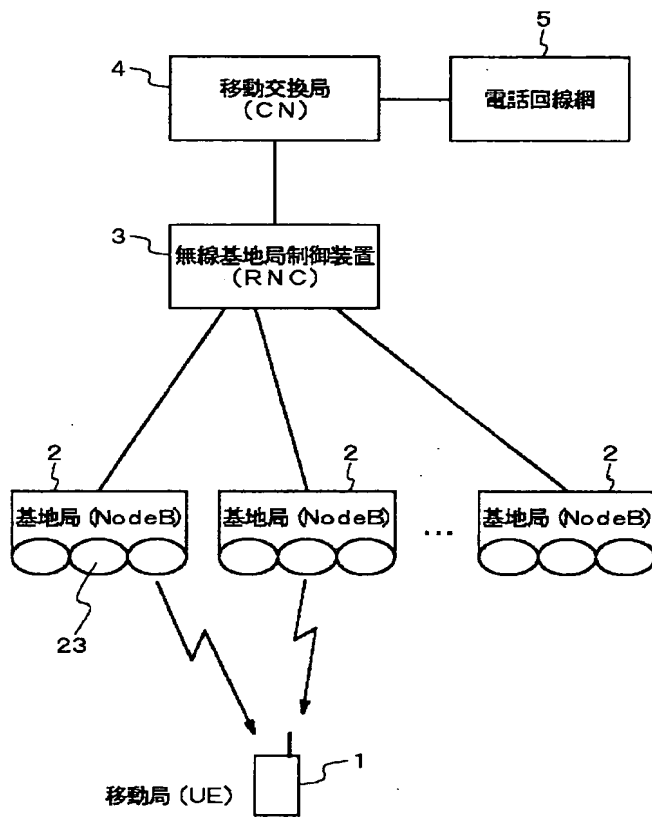 5
4
移動交換局
(CN)
電話回線網
3
無線基地局制御装置
(RNC)
2
2
2
基地局(NodeB)
基地局(NodeB)
...
基地局(NodeB)
23
1
移動局(UE)